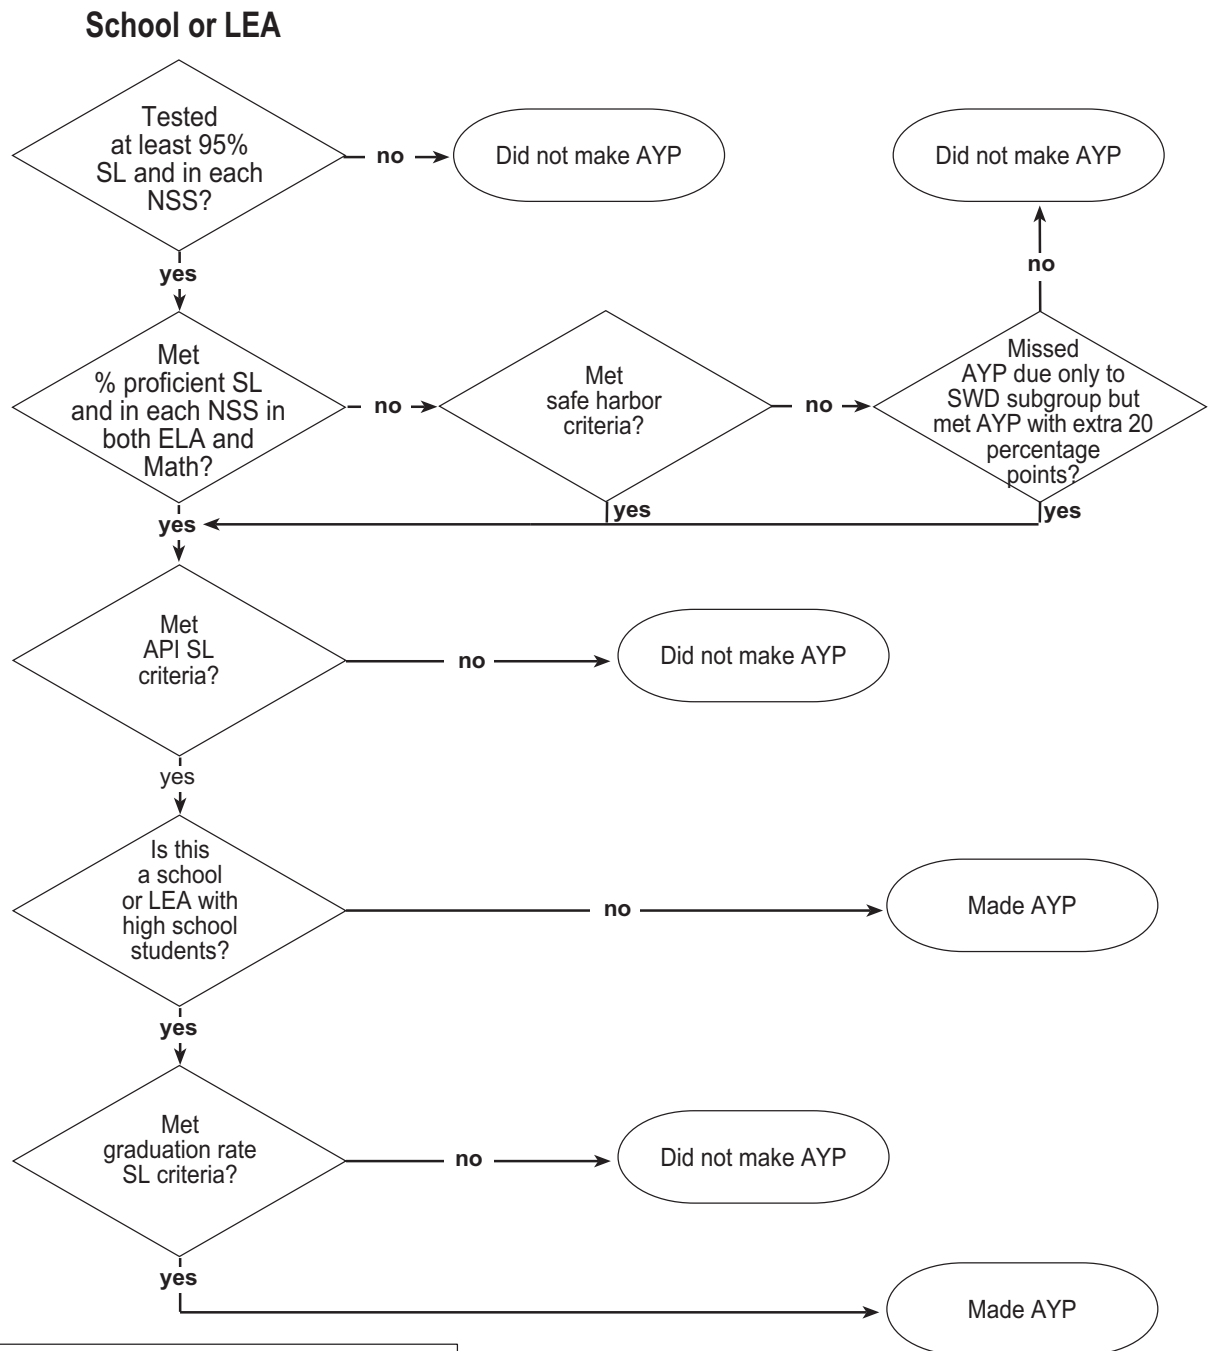 School or LEA
Tested
at least 95%
SL and in each
NSS?
no
Did not make AYP
Did not make AYP
yes
no
Met
% proficient SL
and in each NSS in
both ELA and
Math?
no
Met
safe harbor
criteria?
no
Missed
AYP due only to
SWD subgroup but
met AYP with extra 20
percentage
points?
yes
yes
yes
Met
API SL
criteria?
no
Did not make AYP
yes
Is this
a school
or LEA with
high school
students?
no
Made AYP
yes
Met
graduation rate
SL criteria?
no
Did not make AYP
yes
Made AYP